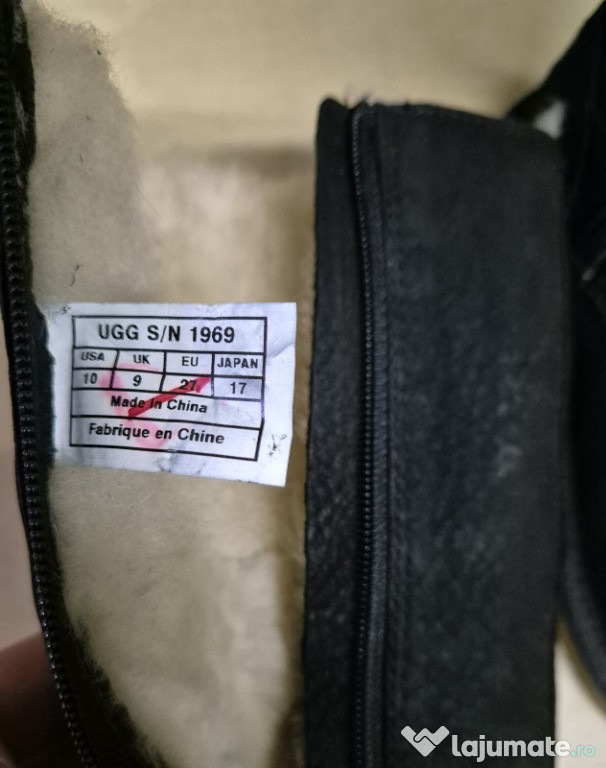 UGG S/N 1969
USA UK EU JAPAN
10 9 27 17
Made in China
Fabrique en Chine
lajumate.ro